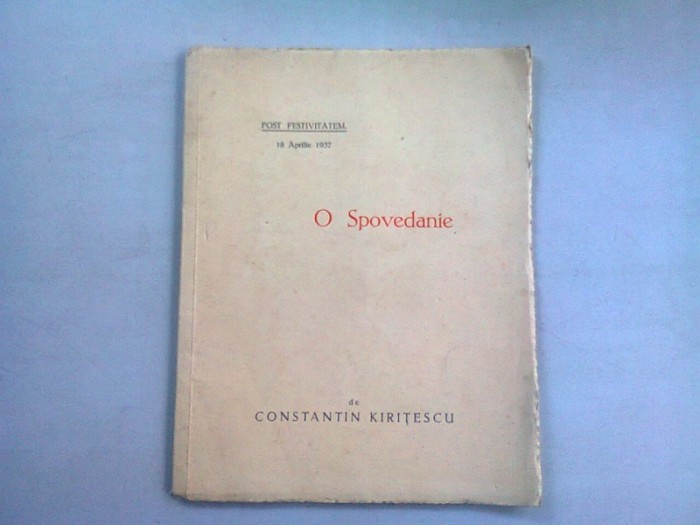 POST FESTIVITATEM.
18 Aprilie 1937
O Spovedanie
de
CONSTANTIN KIRIȚESCU